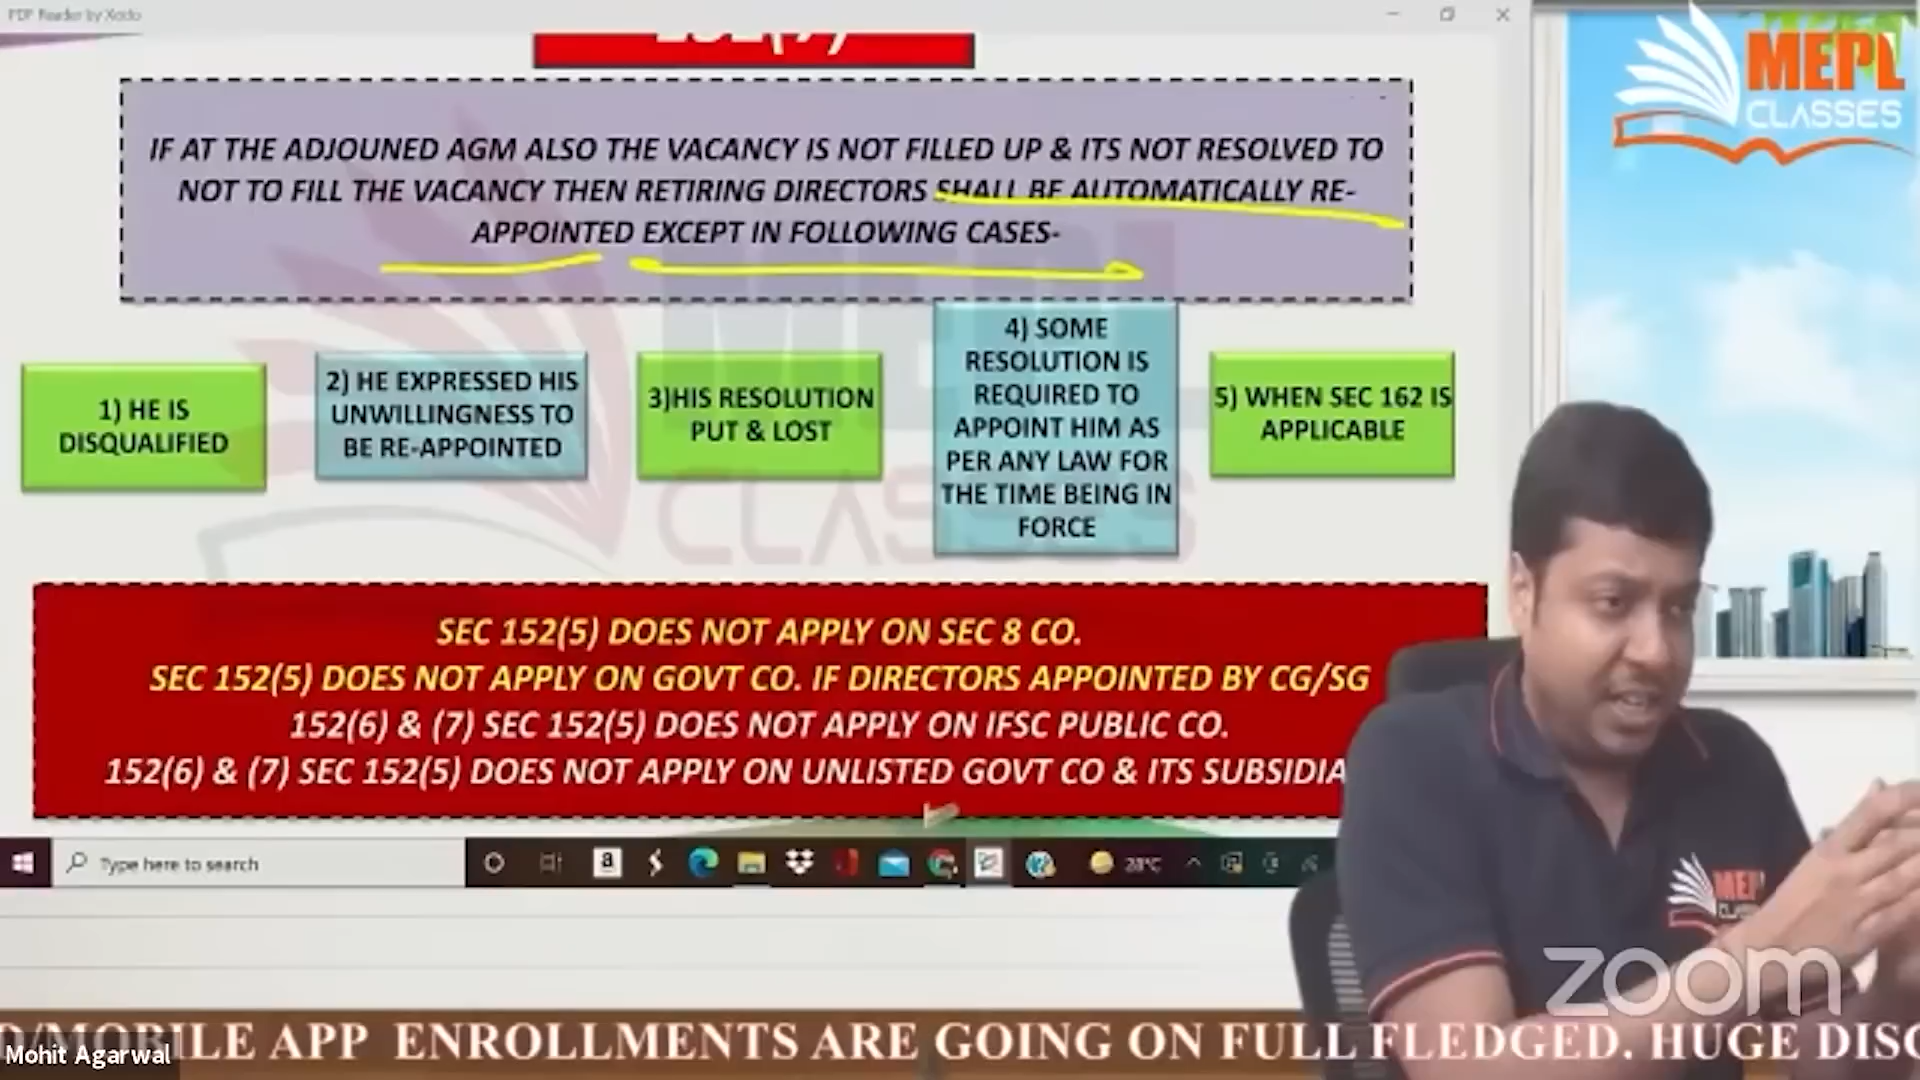 PDF Reader by Xodo
152(7)
MEPL
CLASSES
IF AT THE ADJOUNED AGM ALSO THE VACANCY IS NOT FILLED UP & ITS NOT RESOLVED TO
NOT TO FILL THE VACANCY THEN RETIRING DIRECTORS SHALL BE AUTOMATICALLY RE-
APPOINTED EXCEPT IN FOLLOWING CASES-
1) HE IS
DISQUALIFIED
2) HE EXPRESSED HIS
UNWILLINGNESS TO
BE RE-APPOINTED
3)HIS RESOLUTION
PUT & LOST
4) SOME
RESOLUTION IS
REQUIRED TO
APPOINT HIM AS
PER ANY LAW FOR
THE TIME BEING IN
FORCE
5) WHEN SEC 162 IS
APPLICABLE
CLASSES
SEC 152(5) DOES NOT APPLY ON SEC 8 CO.
SEC 152(5) DOES NOT APPLY ON GOVT CO. IF DIRECTORS APPOINTED BY CG/SG
152(6) & (7) SEC 152(5) DOES NOT APPLY ON IFSC PUBLIC CO.
152(6) & (7) SEC 152(5) DOES NOT APPLY ON UNLISTED GOVT CO & ITS SUBSIDIA
Type here to search
28°C
MEPL
zoom
D/MOBILE APP ENROLLMENTS ARE GOING ON FULL FLEDGED. HUGE DISC
Mohit Agarwal